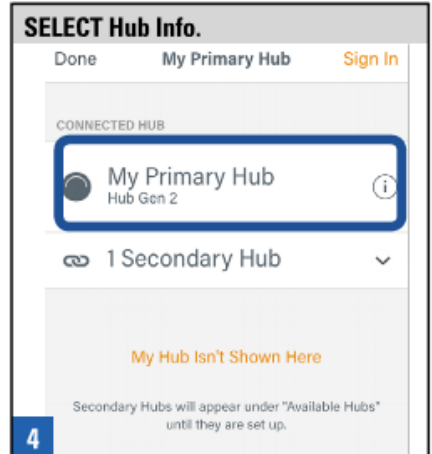 SELECT Hub Info.
Done My Primary Hub Sign In
CONNECTED HUB
My Primary Hub
Hub Gen 2
1 Secondary Hub
My Hub Isn't Shown Here
Secondary Hubs will appear under "Available Hubs"
until they are set up.
4